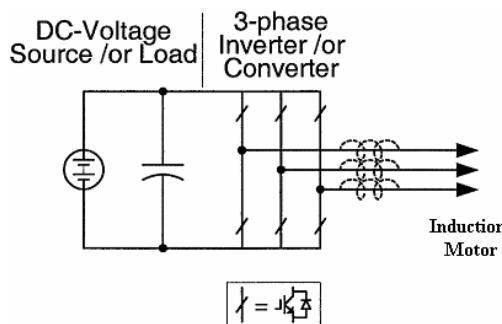 DC-Voltage
Source /or Load
3-phase
Inverter /or
Converter
Induction
Motor
=